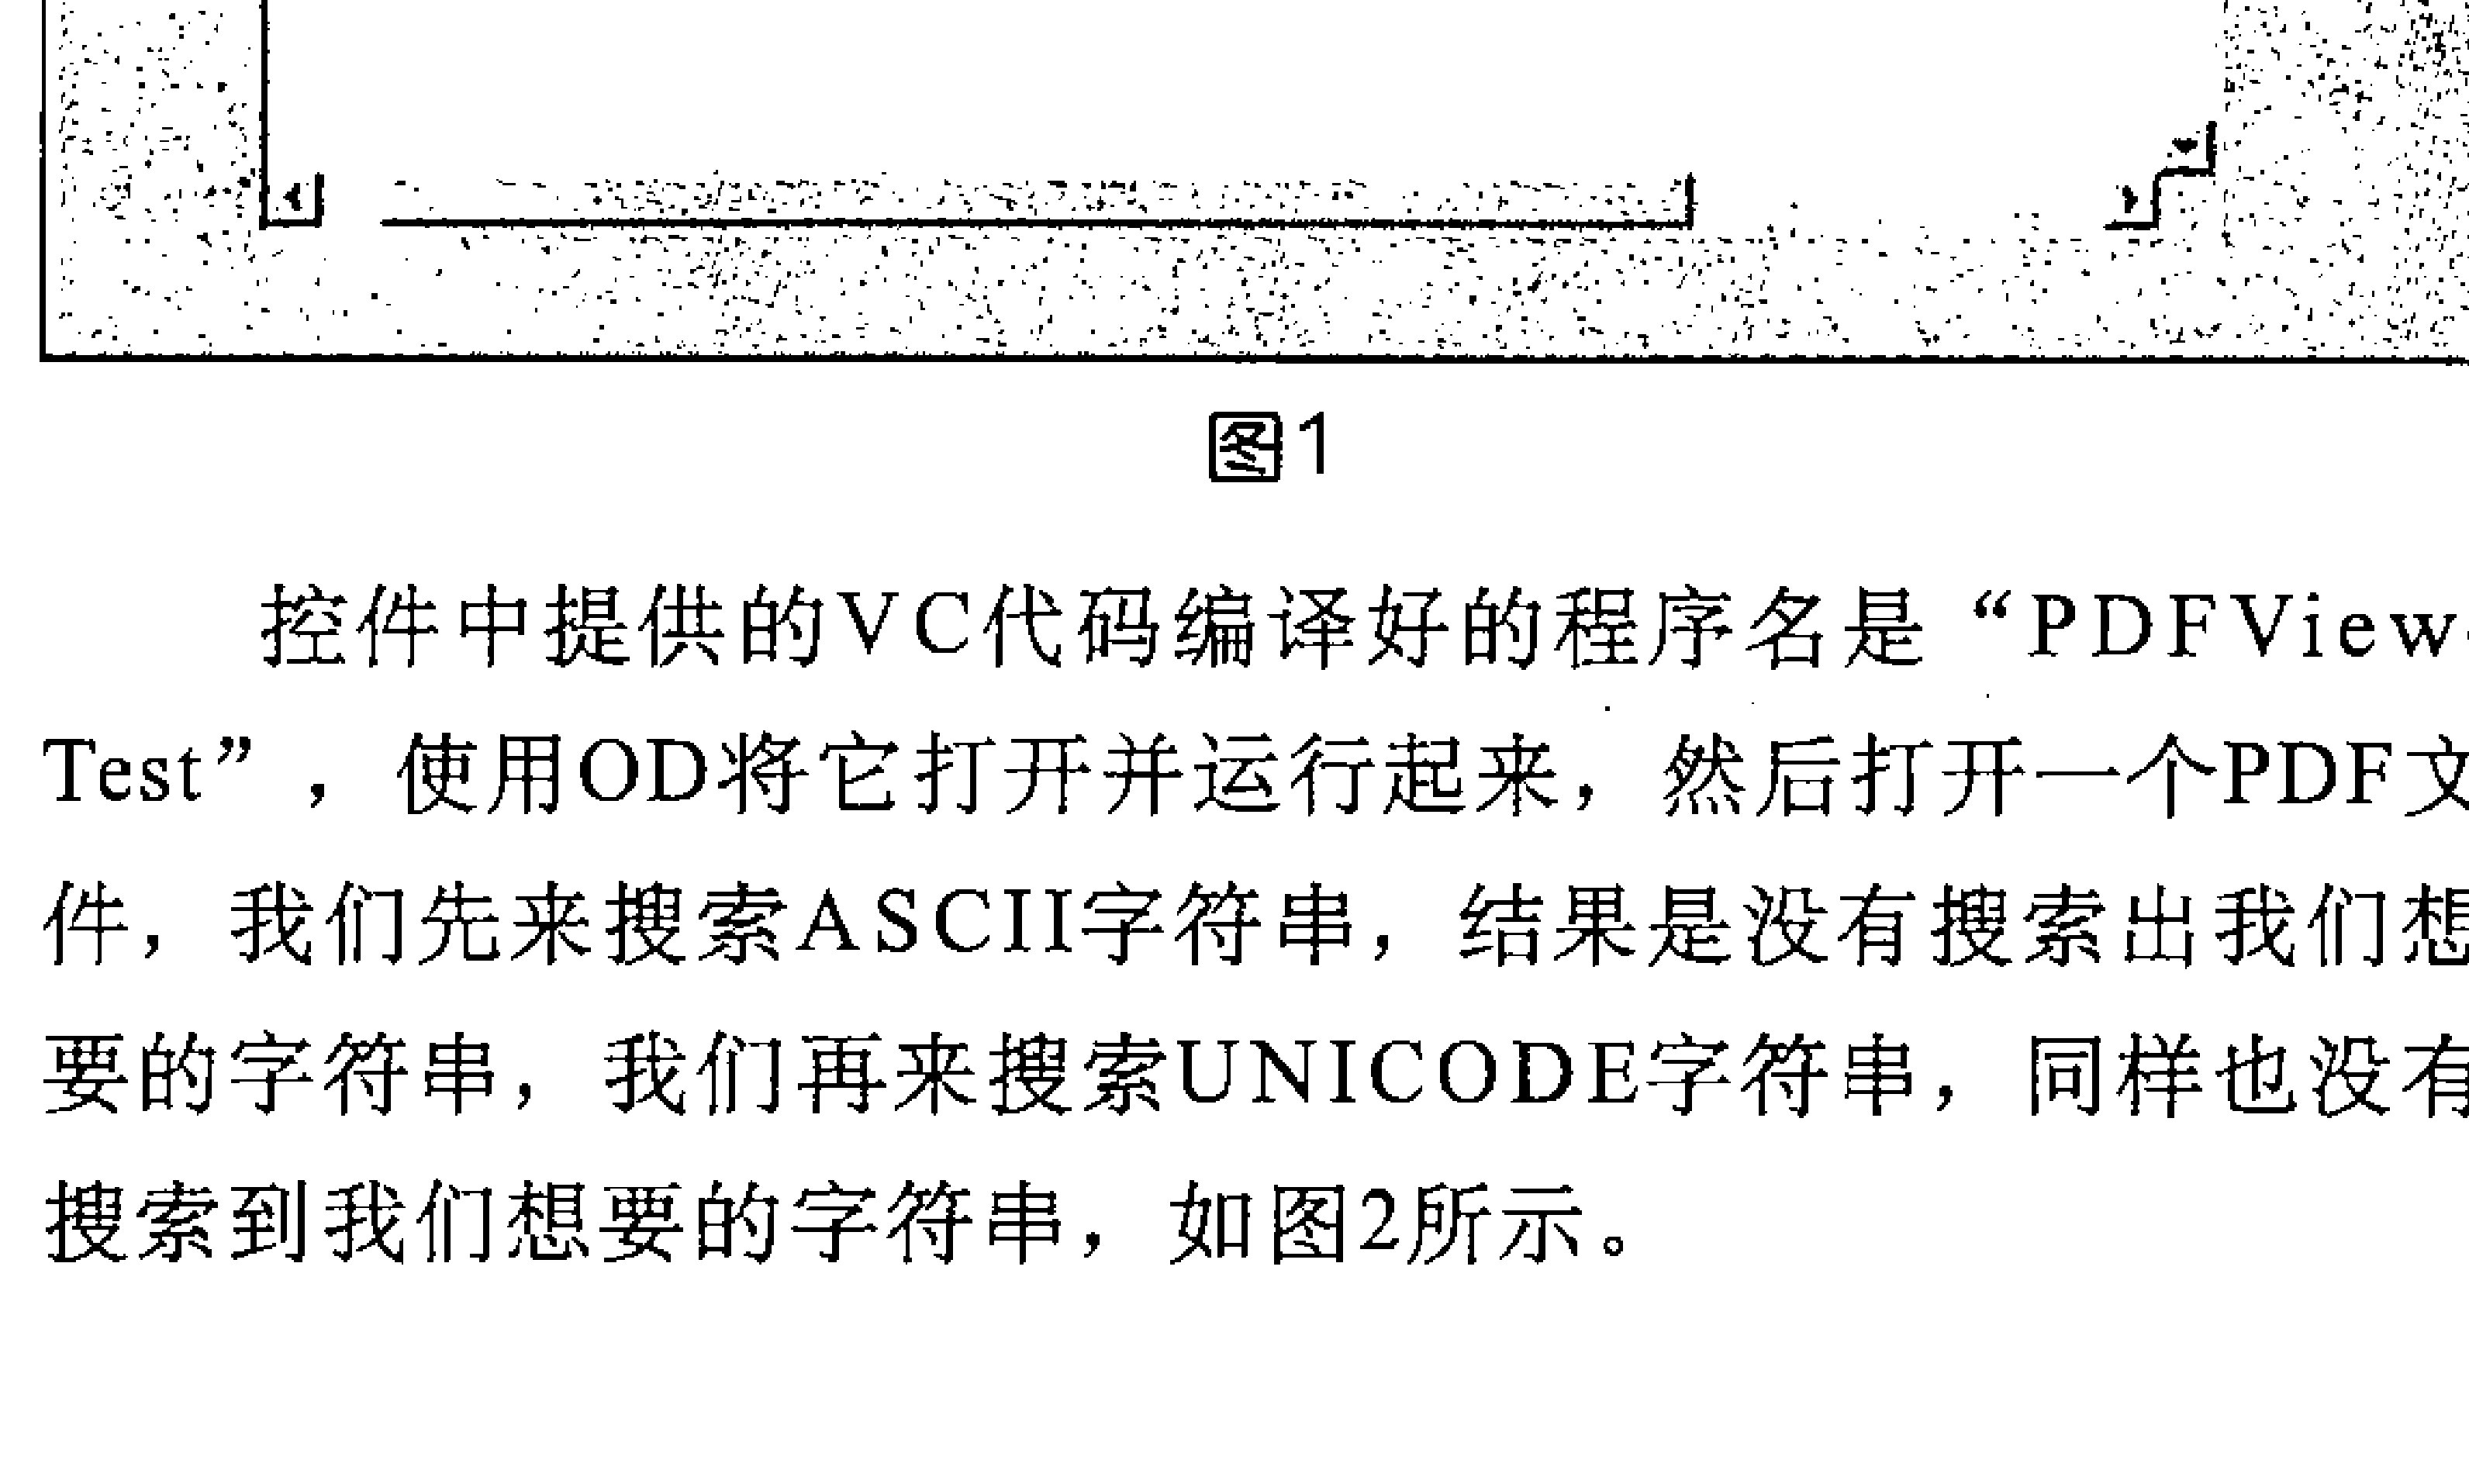 图1
控件中提供的VC代码编译好的程序名是“PDFView
Test”，使用OD将它打开并运行起来，然后打开一个PDF文
件，我们先来搜索ASCII字符串，结果是没有搜索出我们想
要的字符串，我们再来搜索UNICODE字符串，同样也没有
搜索到我们想要的字符串，如图2所示。